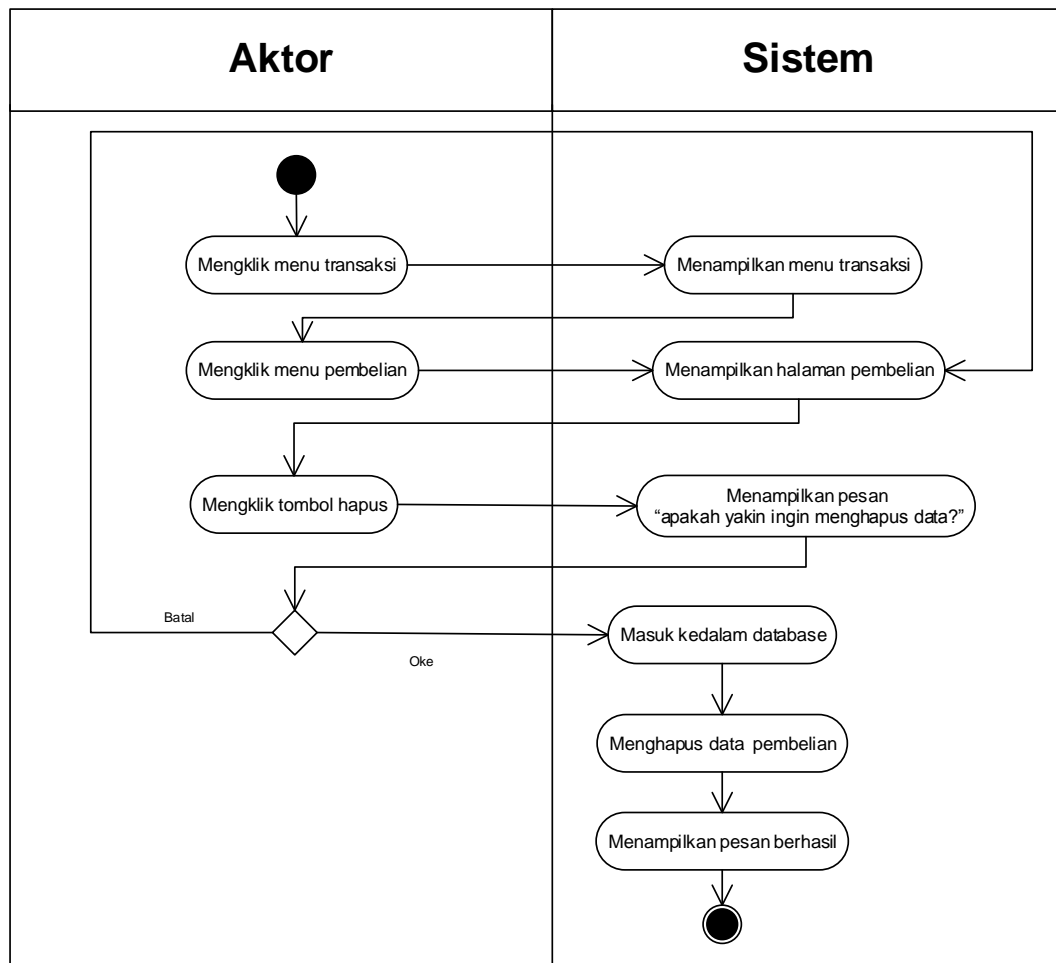 Aktor
Sistem
Mengklik menu transaksi
Menampilkan menu transaksi
Mengklik menu pembelian
Menampilkan halaman pembelian
Mengklik tombol hapus
Menampilkan pesan
“apakah yakin ingin menghapus data?”
Batal
Oke
Masuk kedalam database
Menghapus data pembelian
Menampilkan pesan berhasil